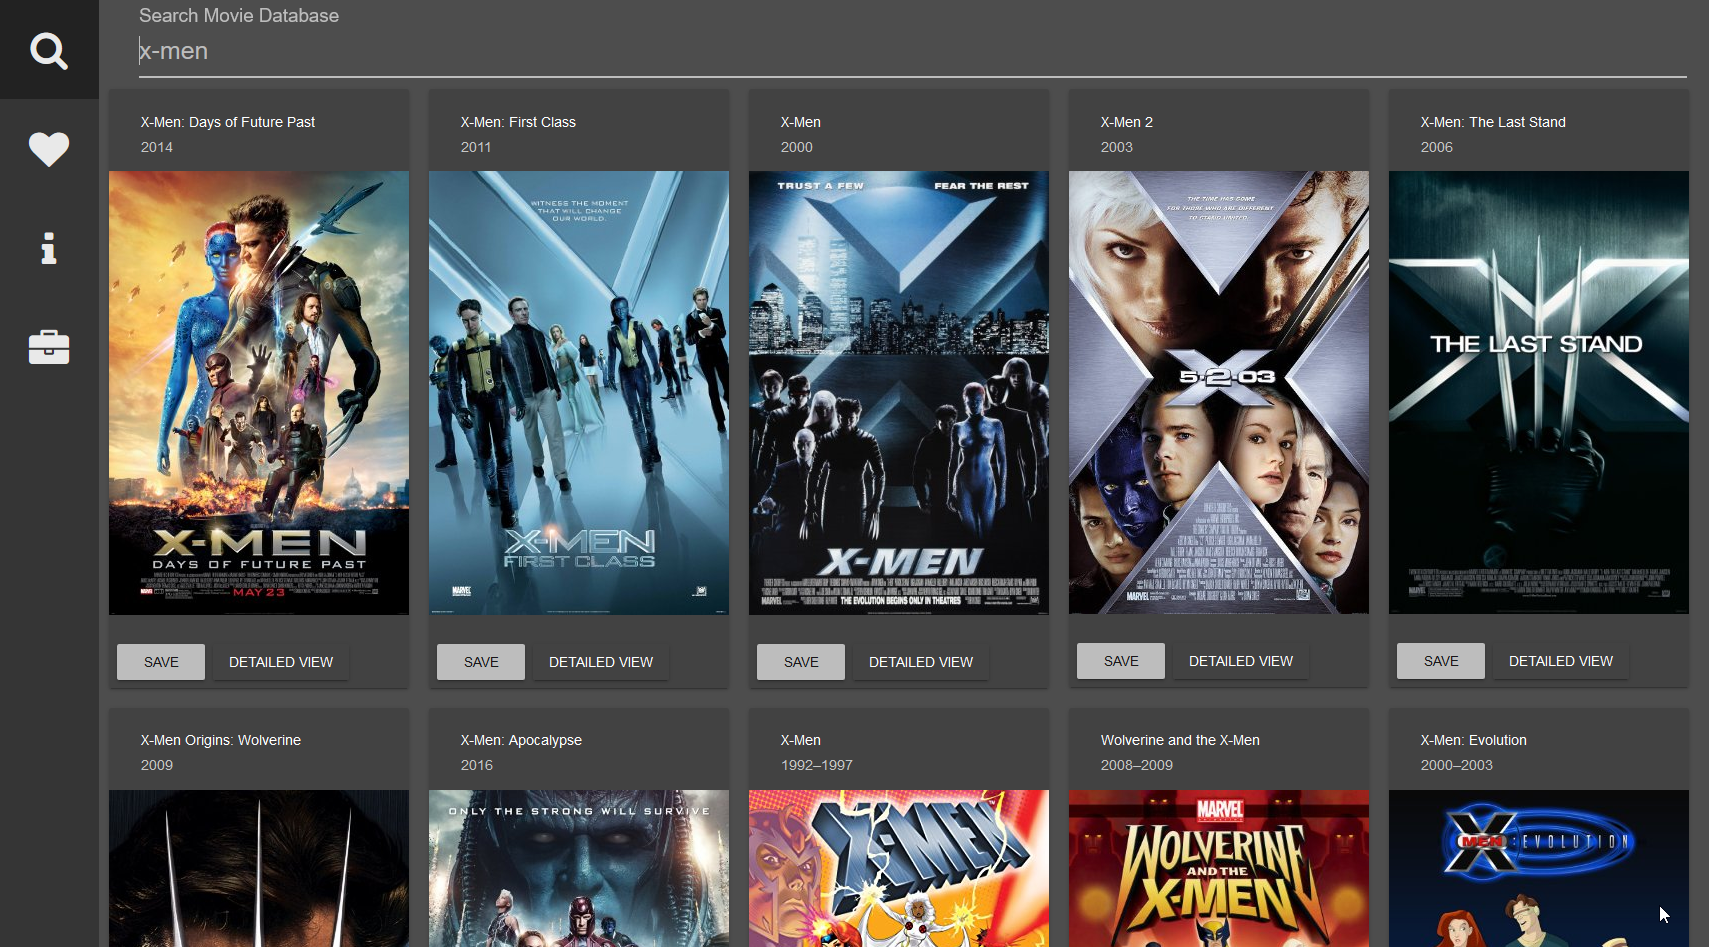 Search Movie Database
x-men
X-Men: Days of Future Past
2014
X-Men: First Class
2011
X-Men
2000
X-Men 2
2003
X-Men: The Last Stand
2006
X-MEN
DAYS OF FUTURE PAST
MAY 23
WITNESS THE MOMENT
THAT WILL CHANGE
OUR WORLD.
X-MEN
FIRST CLASS
MARVEL
TRUST A FEW
FEAR THE REST
X-MEN
MARVEL
THE EVOLUTION BEGINS ONLY IN THEATRES
THE TIME HAS COME
FOR THOSE WHO ARE DIFFERENT
TO STAND UNITED.
5·2·03
MARVEL
THE LAST STAND
SAVE
DETAILED VIEW
SAVE
DETAILED VIEW
SAVE
DETAILED VIEW
SAVE
DETAILED VIEW
SAVE
DETAILED VIEW
X-Men Origins: Wolverine
2009
X-Men: Apocalypse
2016
X-Men
1992–1997
Wolverine and the X-Men
2008–2009
X-Men: Evolution
2000–2003
ONLY THE STRONG WILL SURVIVE
X-MEN
MARVEL
WOLVERINE
AND THE
X-MEN
X
MEN : EVOLUTION